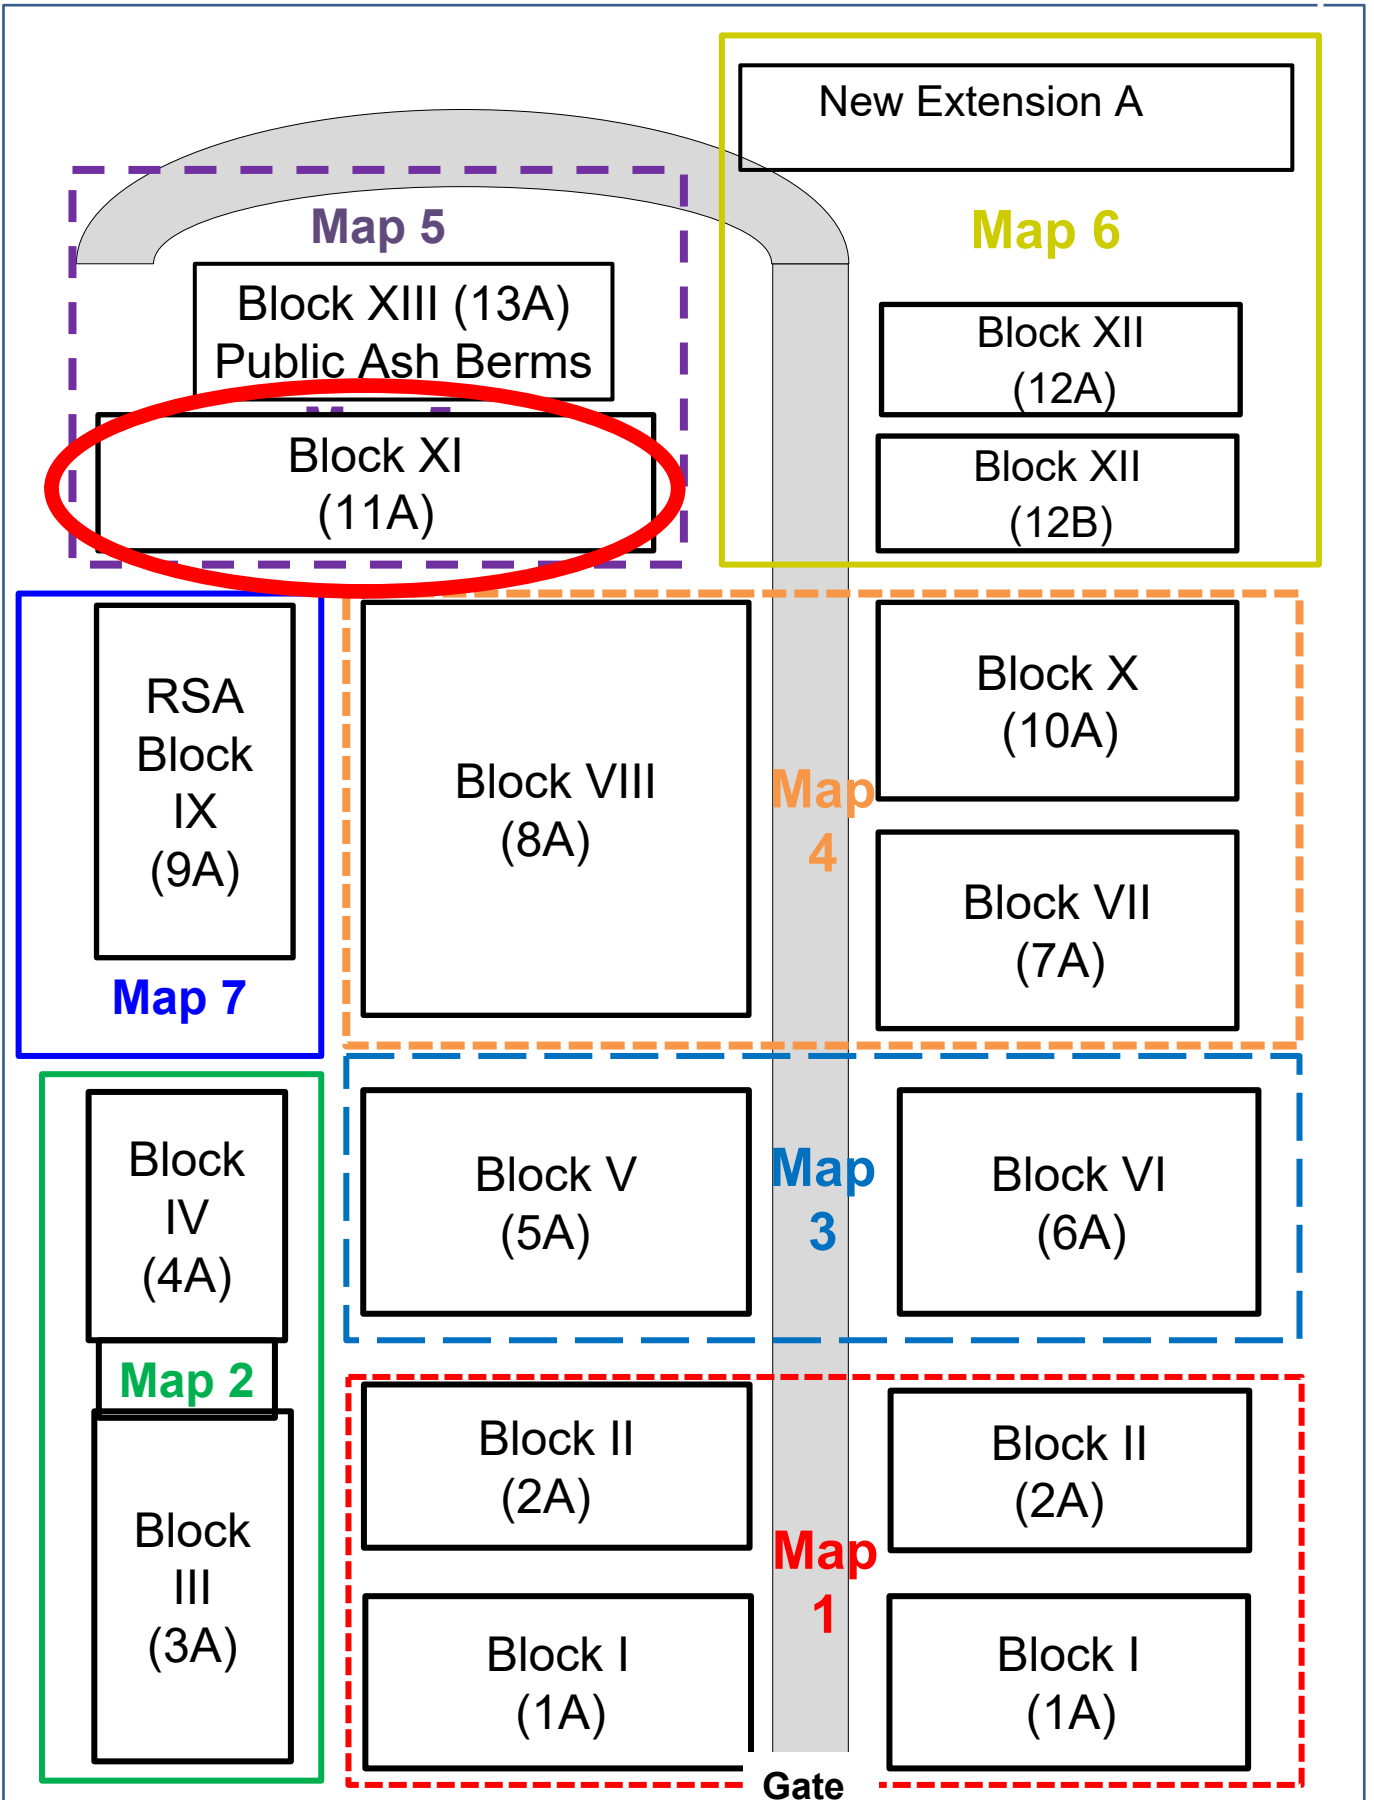 New Extension A
Map 5
Map 6
Block XIII (13A)
Public Ash Berms
Block XII
(12A)
Block XI
(11A)
Block XII
(12B)
RSA
Block
IX
(9A)
Map 7
Block VIII
(8A)
Map
4
Block X
(10A)
Block VII
(7A)
Block
IV
(4A)
Map 2
Block
III
(3A)
Block V
(5A)
Map
3
Block VI
(6A)
Block II
(2A)
Block II
(2A)
Map
1
Block I
(1A)
Block I
(1A)
Gate